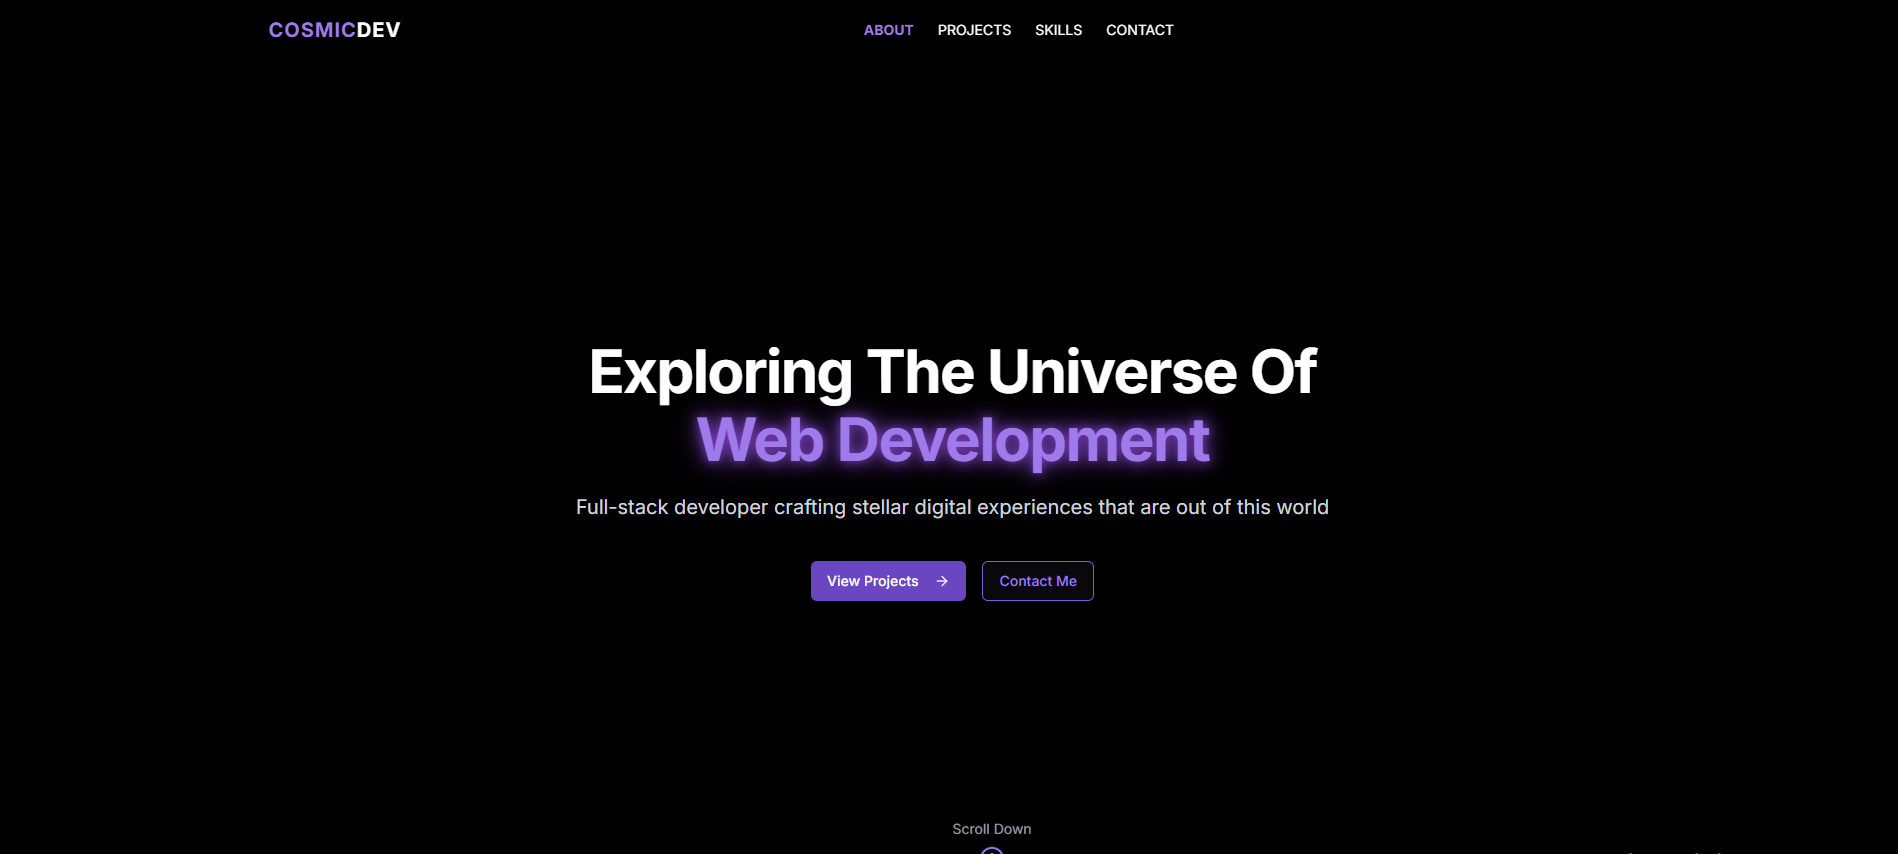 COSMICDEV
ABOUT PROJECTS SKILLS CONTACT
Exploring The Universe Of
Web Development
Full-stack developer crafting stellar digital experiences that are out of this world
View Projects →
Contact Me
Scroll Down